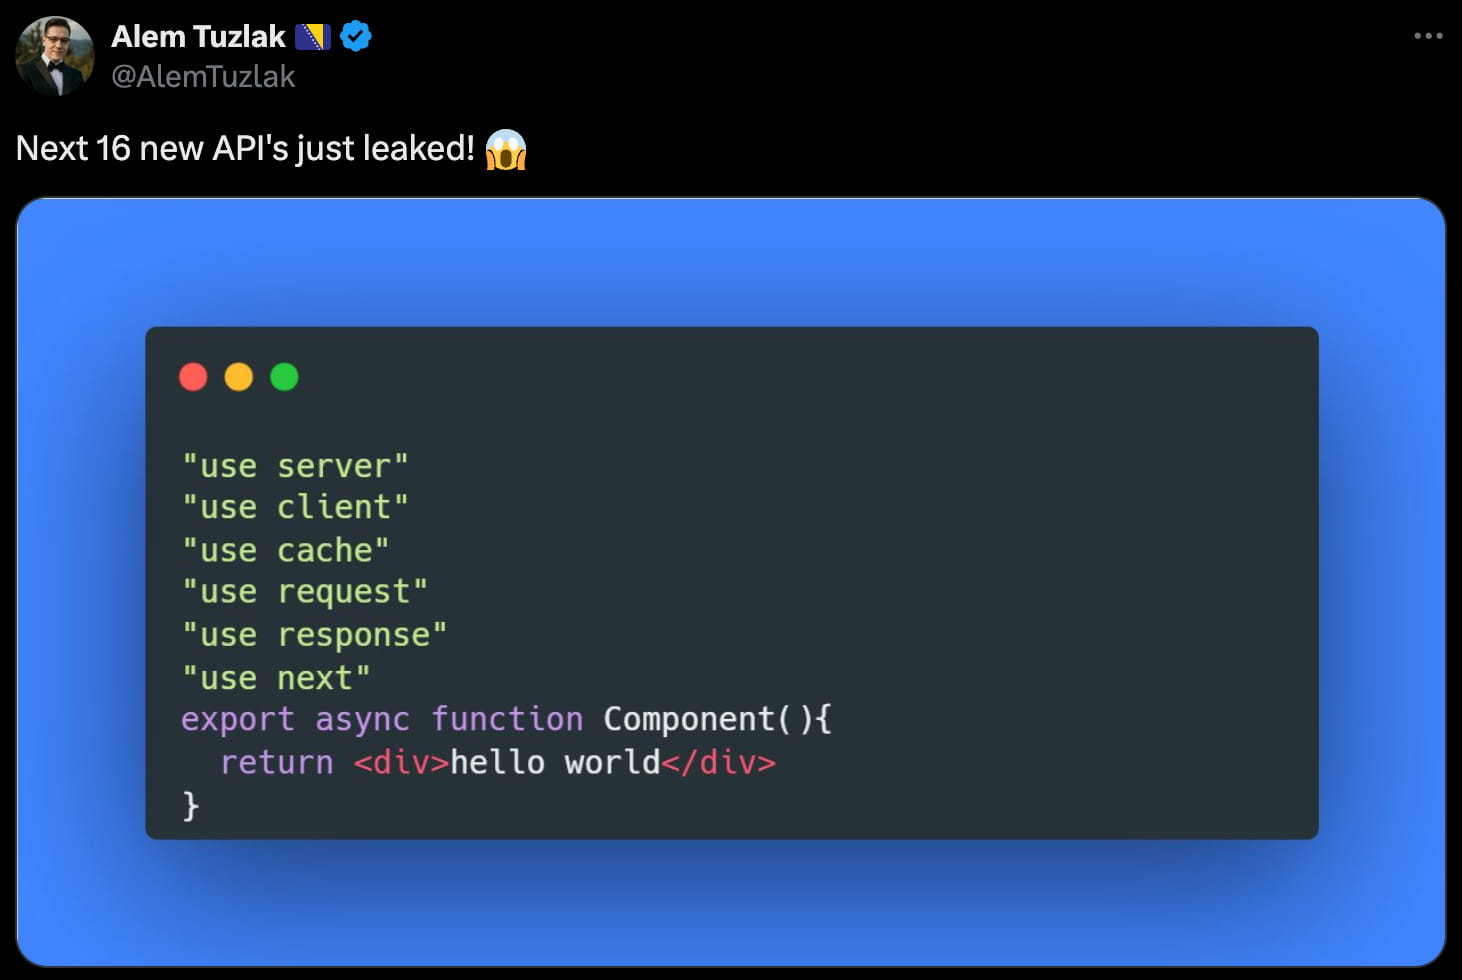 Alem Tuzlak 🇧🇦
@AlemTuzlak
Next 16 new API's just leaked! 😱
"use server"
"use client"
"use cache"
"use request"
"use response"
"use next"
export async function Component(){
  return <div>hello world</div>
}